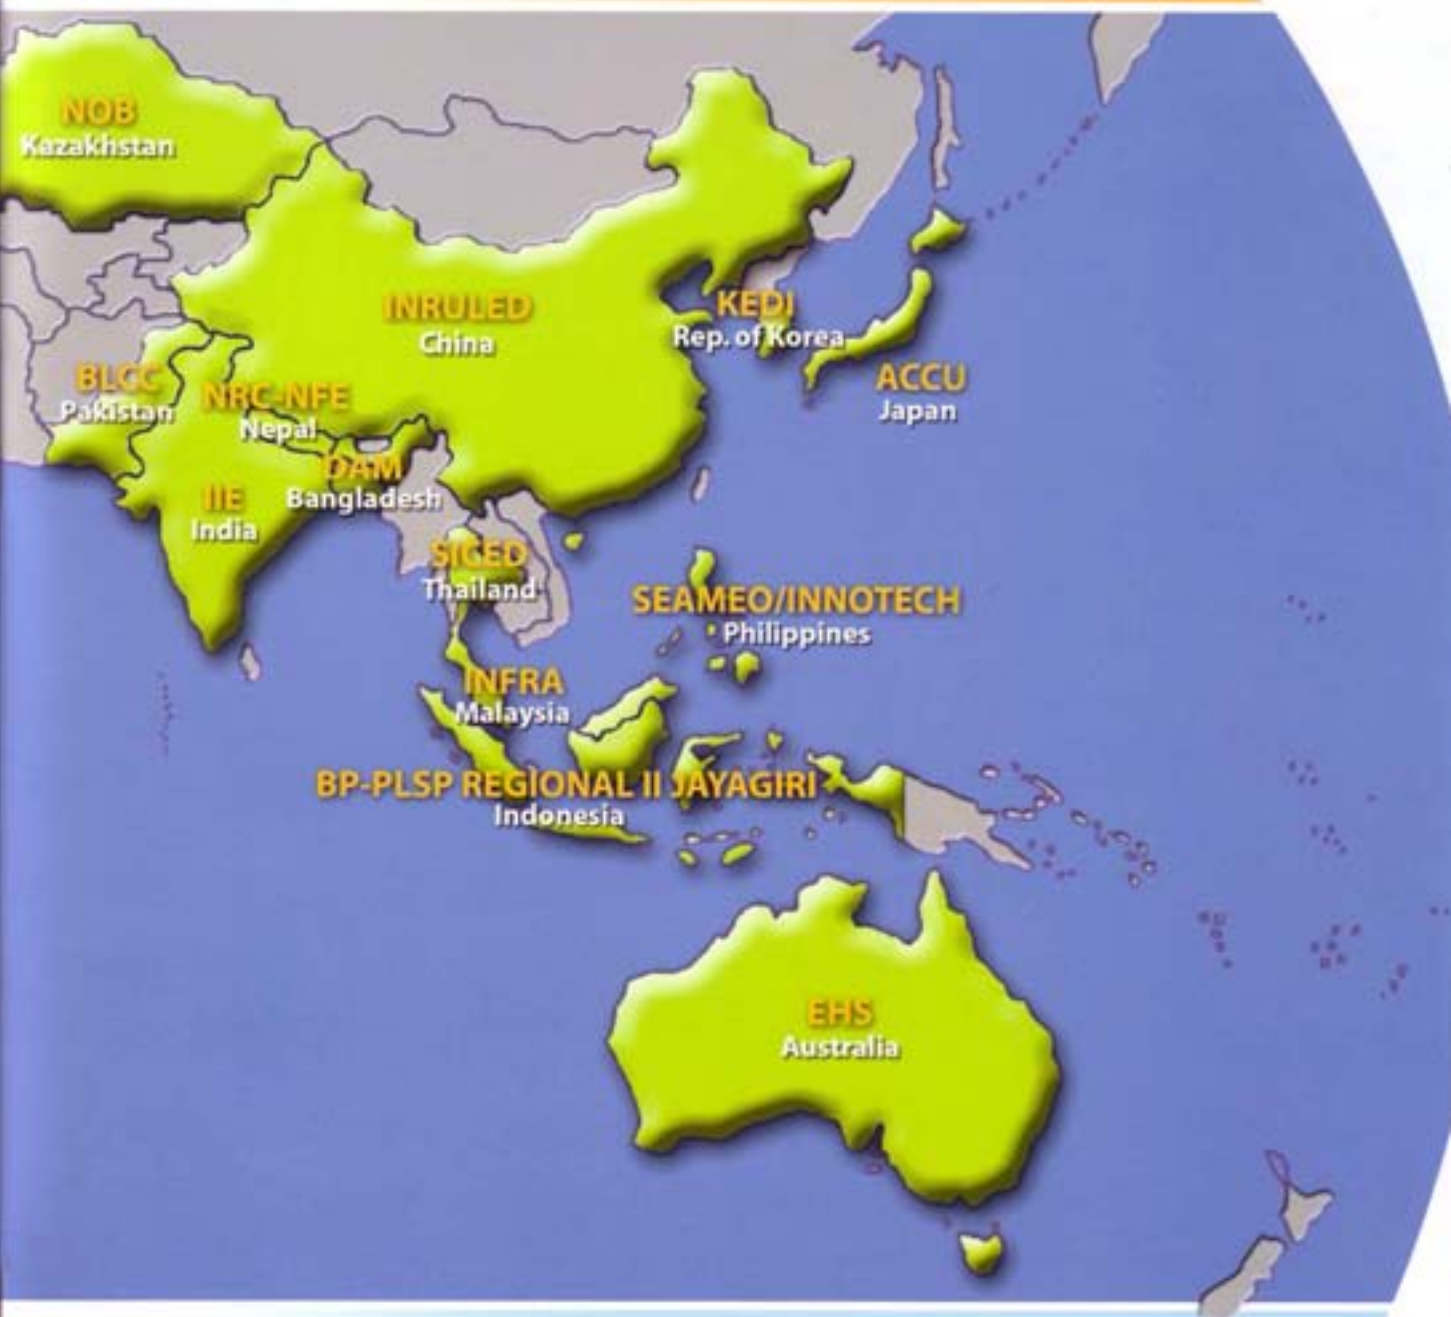 NOB
Kazakhstan
INRULED
China
KEDI
Rep. of Korea
ACCU
Japan
BLCC
Pakistan
NRC-NFE
Nepal
DAM
Bangladesh
IIE
India
SICED
Thailand
SEAMEO/INNOTECH
Philippines
INFRA
Malaysia
BP-PLSP REGIONAL II JAYAGIRI
Indonesia
EHS
Australia